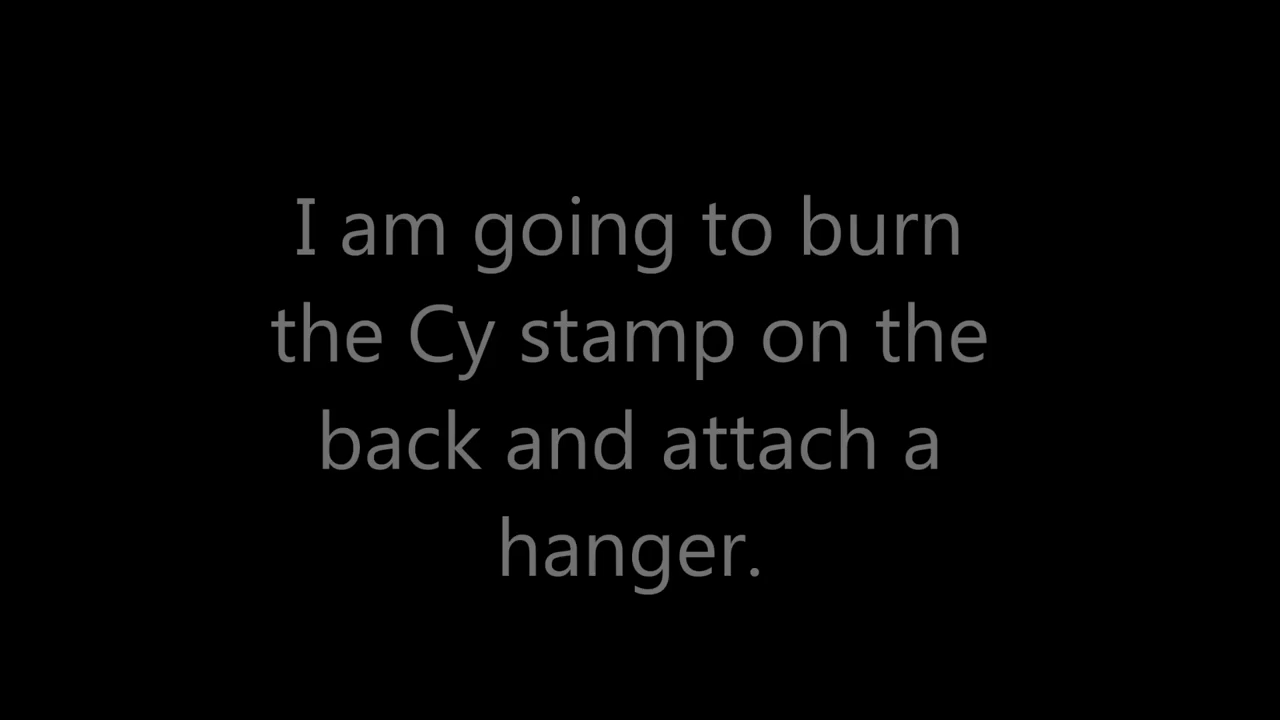 I am going to burn
the Cy stamp on the
back and attach a
hanger.